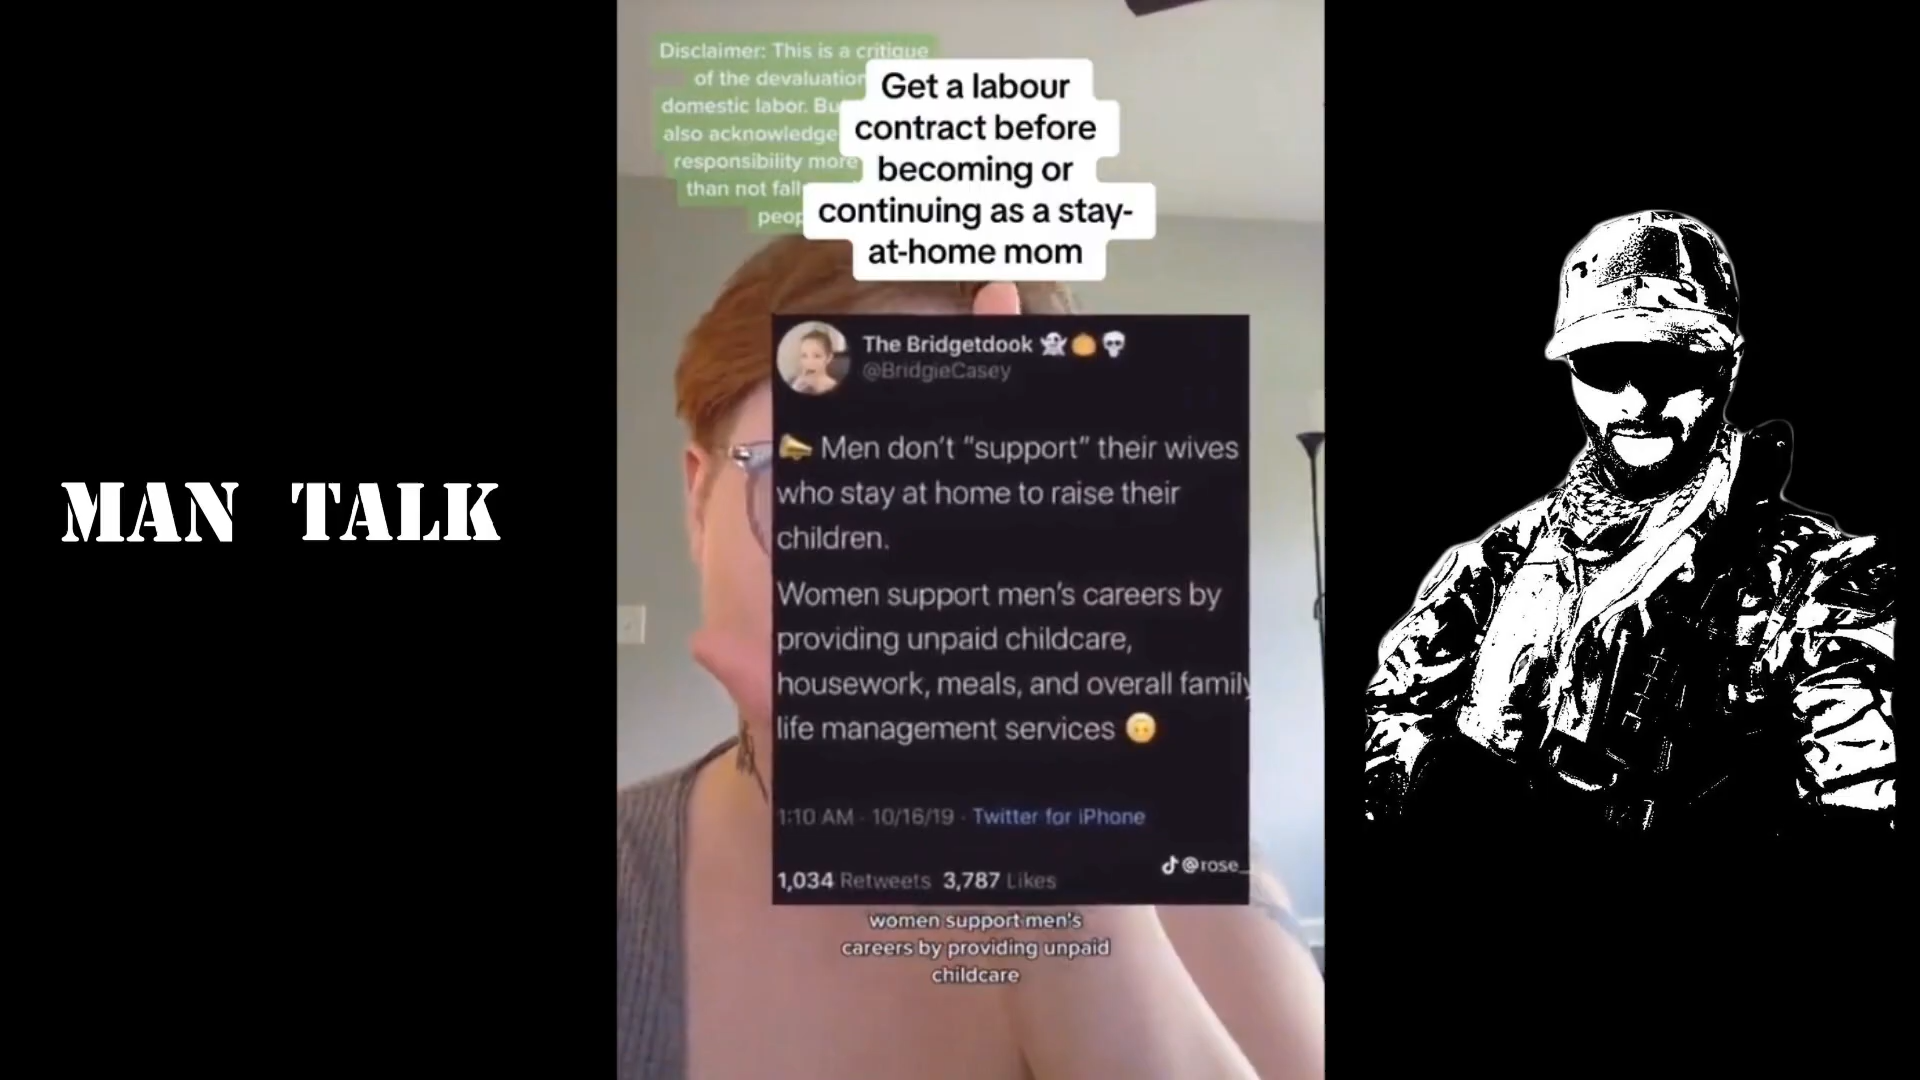 Disclaimer: This is a critique
of the devaluation
domestic labor.
also acknowledge
responsibility more
than not
Get a labour
contract before
becoming or
continuing as a stay-
at-home mom
The Bridgetdook 👻🎃💀
@BridgieCasey
📣 Men don't "support" their wives
who stay at home to raise their
children.
Women support men's careers by
providing unpaid childcare,
housework, meals, and overall family
life management services 🙃
1:10 AM · 10/16/19 · Twitter for iPhone
1,034 Retweets 3,787 Likes
@rose_
women support men's
careers by providing unpaid
childcare
MAN TALK